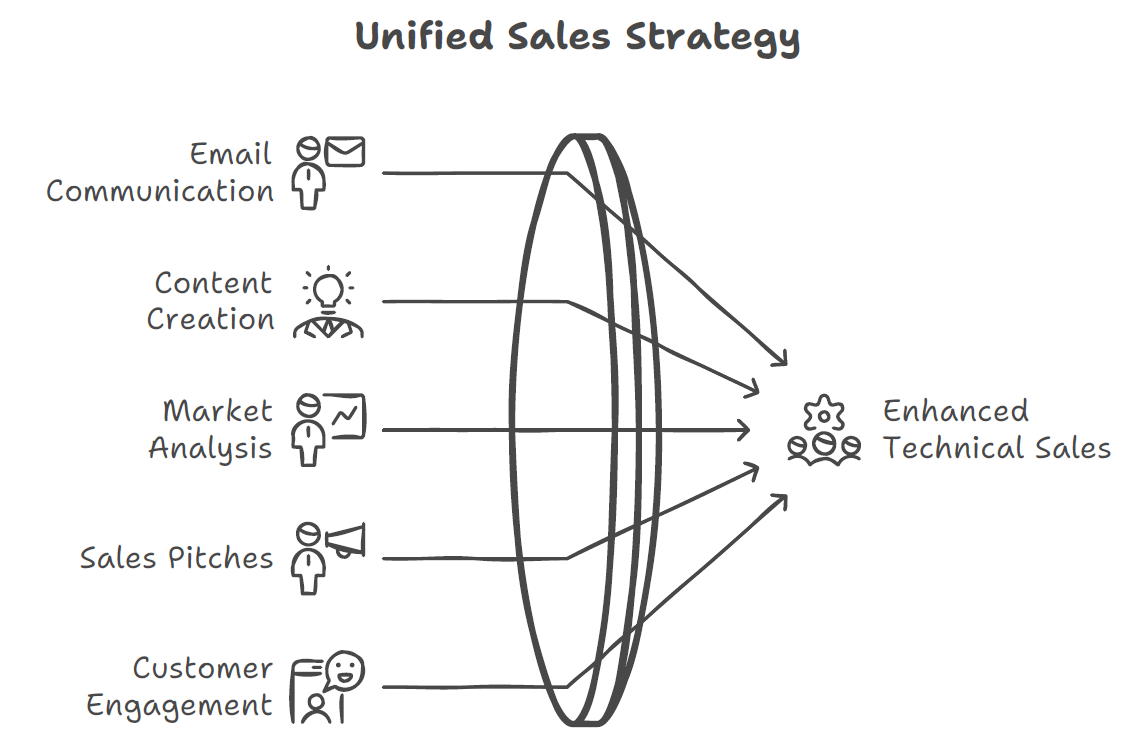 Unified Sales Strategy
Email
Communication
Content
Creation
Market
Analysis
Sales Pitches
Customer
Engagement
Enhanced
Technical Sales